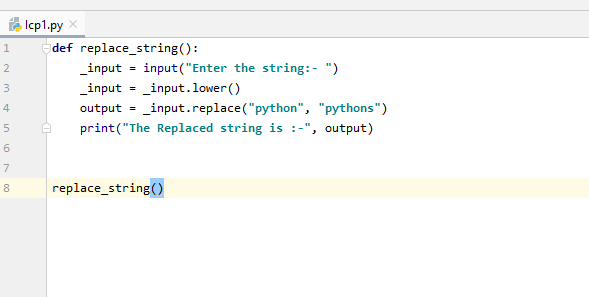 lcp1.py
1 def replace_string():
2     _input = input("Enter the string:- ")
3     _input = _input.lower()
4     output = _input.replace("python", "pythons")
5     print("The Replaced string is :-", output)
6
7
8 replace_string()